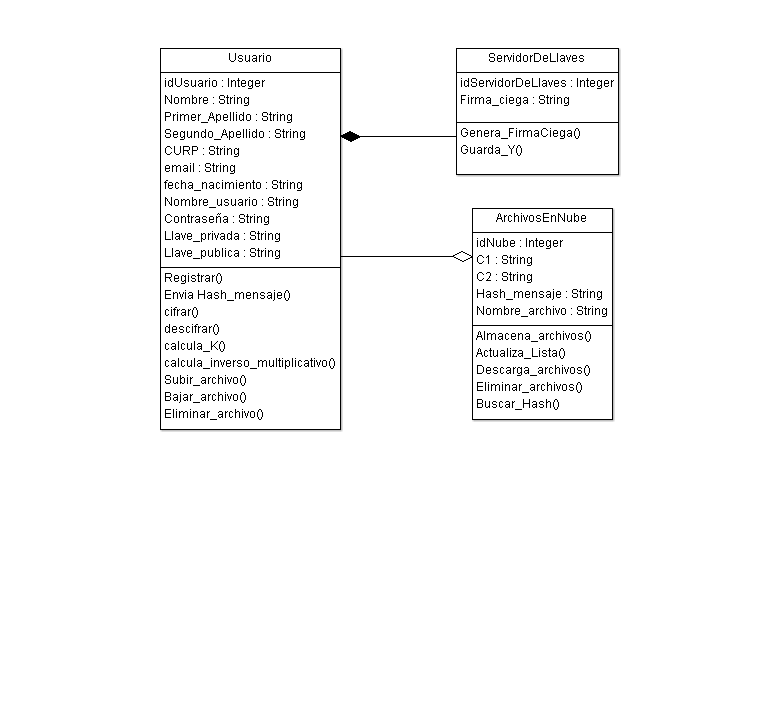 Usuario
idUsuario : Integer
Nombre : String
Primer_Apellido : String
Segundo_Apellido : String
CURP : String
email : String
fecha_nacimiento : String
Nombre_usuario : String
Contraseña : String
Llave_privada : String
Llave_publica : String
Registrar()
Envia Hash_mensaje()
cifrar()
descifrar()
calcula_K()
calcula_inverso_multiplicativo()
Subir_archivo()
Bajar_archivo()
Eliminar_archivo()
ServidorDeLlaves
idServidorDeLlaves : Integer
Firma_ciega : String
Genera_FirmaCiega()
Guarda_Y()
ArchivosEnNube
idNube : Integer
C1 : String
C2 : String
Hash_mensaje : String
Nombre_archivo : String
Almacena_archivos()
Actualiza_Lista()
Descarga_archivos()
Eliminar_archivos()
Buscar_Hash()